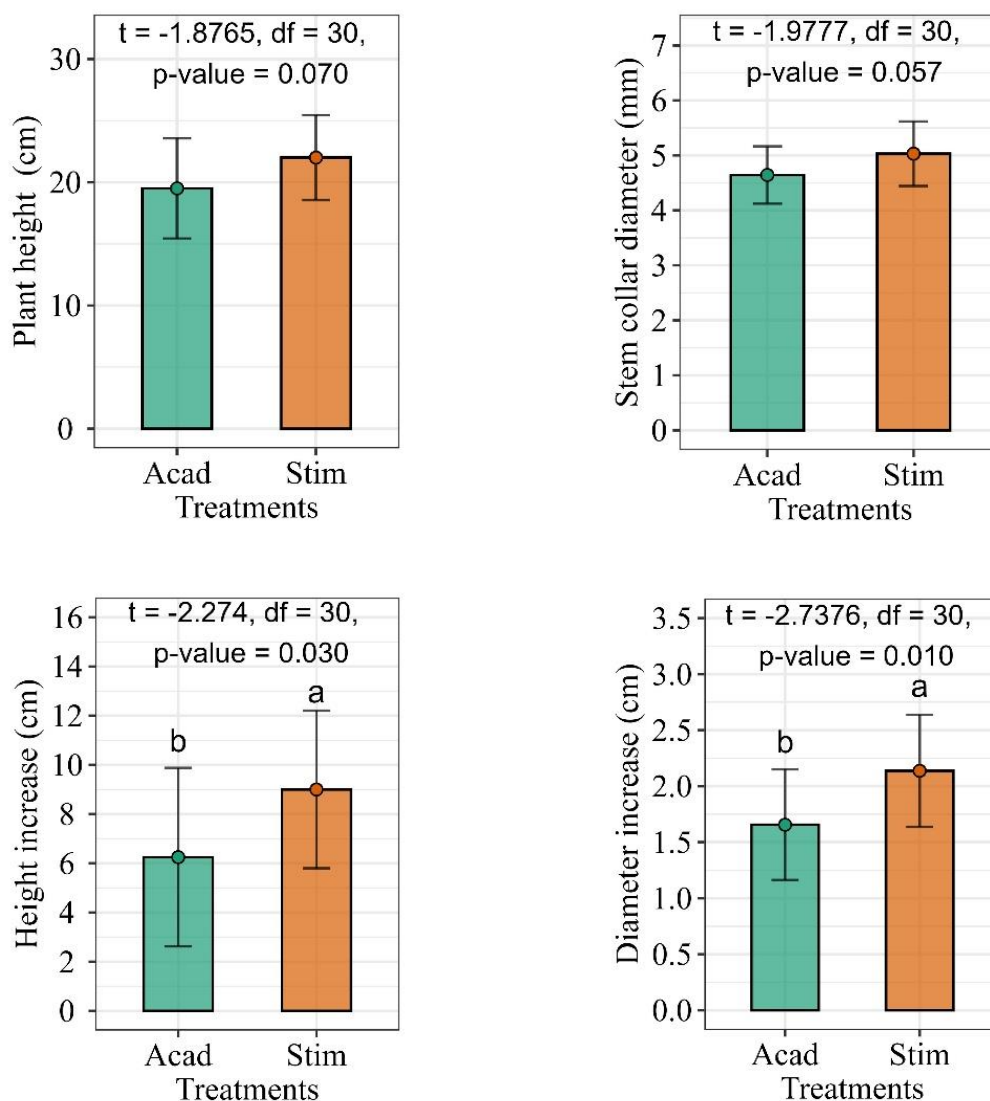 t = -1.8765, df = 30,
p-value = 0.070
Plant height (cm)
30
20
10
0
Acad
Stim
Treatments
t = -1.9777, df = 30,
p-value = 0.057
Stem collar diameter (mm)
7
6
5
4
3
2
1
0
Acad
Stim
Treatments
t = -2.274, df = 30,
p-value = 0.030
Height increase (cm)
16
14
12
10
8
6
4
2
0
b
a
Acad
Stim
Treatments
t = -2.7376, df = 30,
p-value = 0.010
Diameter increase (cm)
3.5
3.0
2.5
2.0
1.5
1.0
0.5
0.0
b
a
Acad
Stim
Treatments